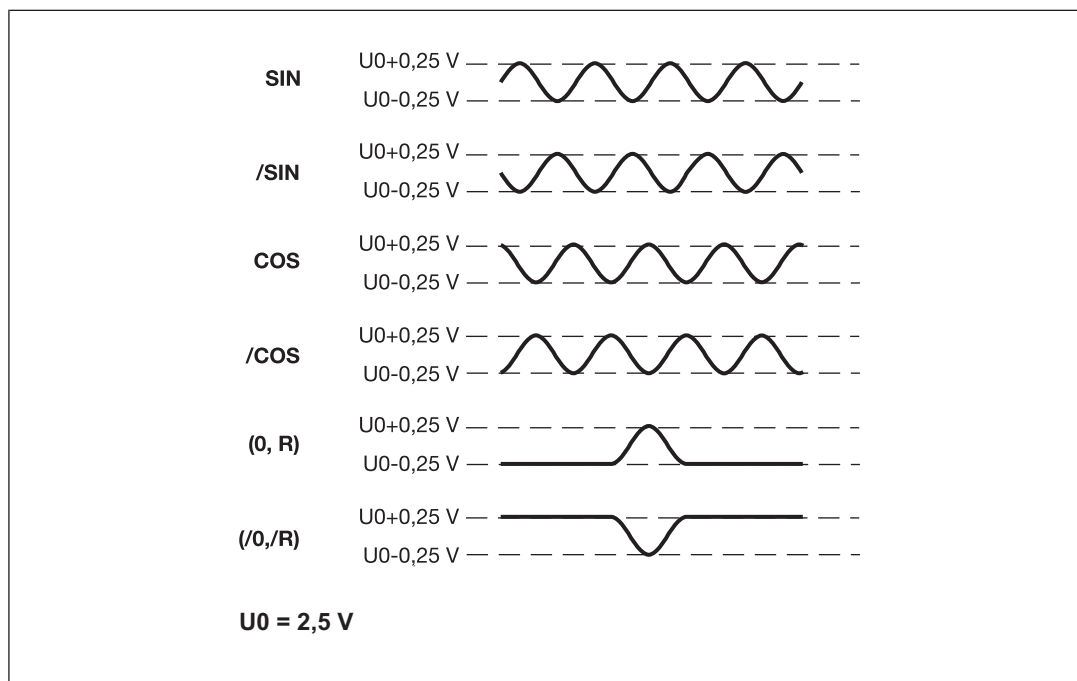 SIN
U0+0,25 V
U0-0,25 V
/SIN
U0+0,25 V
U0-0,25 V
COS
U0+0,25 V
U0-0,25 V
/COS
U0+0,25 V
U0-0,25 V
(0, R)
U0+0,25 V
U0-0,25 V
(/0,/R)
U0+0,25 V
U0-0,25 V
U0 = 2,5 V